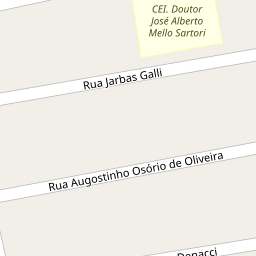 CEI. Doutor
José Alberto
Mello Sartori
Rua Jarbas Galli
Rua Augostinho Osório de Oliveira